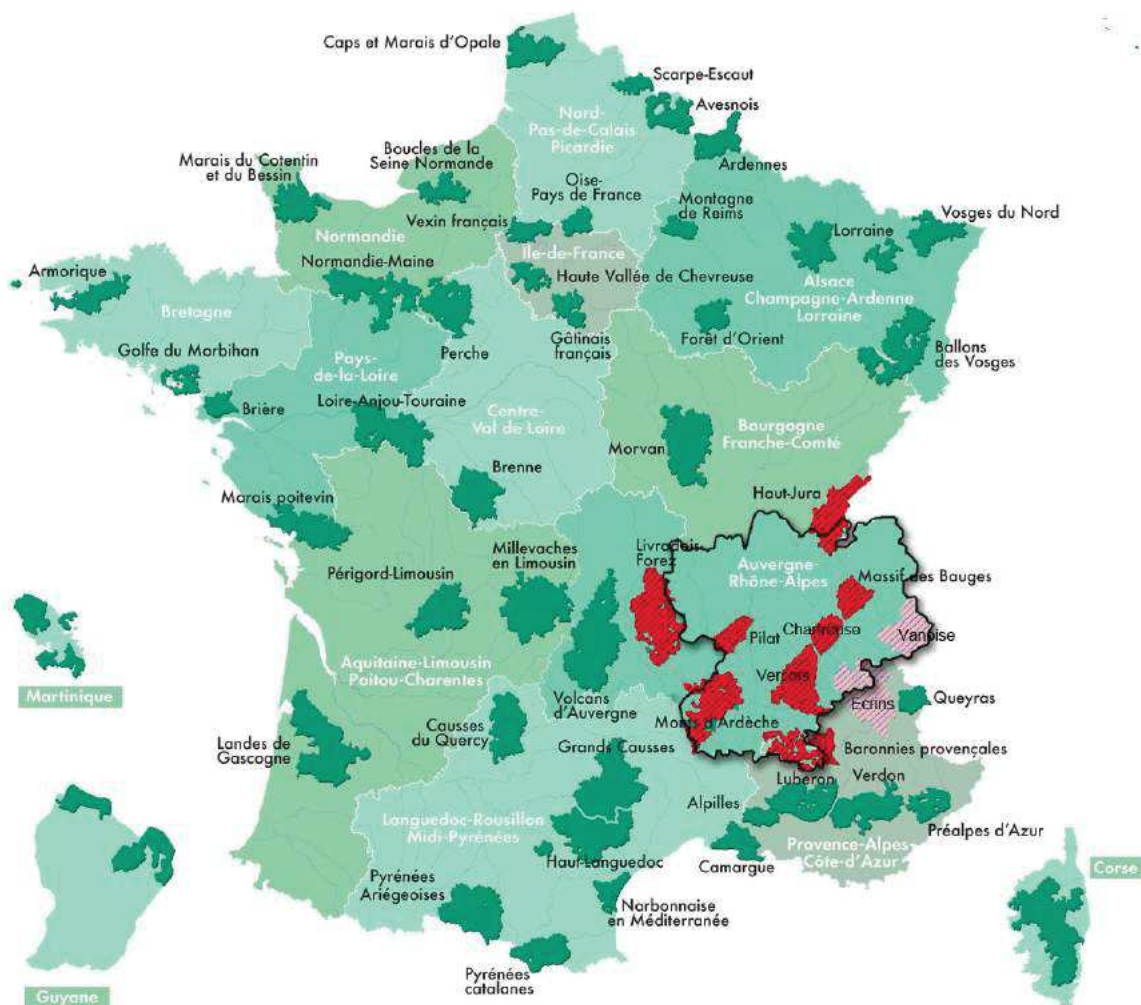 Caps et Marais d'Opale
Scarpe-Escaut
Avesnois
Nord-
Pas-de-Calais
Picardie
Ardennes
Marais du Cotentin
et du Bessin
Boucles de la
Seine Normande
Oise-
Pays de France
Montagne
de Reims
Vosges du Nord
Vexin français
Lorraine
Normandie
Île-de-France
Armorique
Normandie-Maine
Haute Vallée de Chevreuse
Alsace
Champagne-Ardenne
Lorraine
Bretagne
Gâtinais
français
Forêt d'Orient
Golfe du Morbihan
Perche
Ballons
des Vosges
Pays-
de-la-Loire
Brière
Loire-Anjou-Touraine
Centre-
Val de Loire
Bourgogne
Franche-Comté
Morvan
Brenne
Haut-Jura
Marais poitevin
Livradois-
Forez
Millevaches
en Limousin
Auvergne-
Rhône-Alpes
Massif des Bauges
Périgord-Limousin
Pilat
Chartreuse
Vanoise
Aquitaine-Limousin
Poitou-Charentes
Vercors
Martinique
Volcans
d'Auvergne
Ecrins
Queyras
Causses
du Quercy
Monts d'Ardèche
Landes de
Gascogne
Grands Causses
Baronnies provençales
Luberon
Verdon
Alpilles
Languedoc-Rousillon
Midi-Pyrénées
Préalpes d'Azur
Provence-Alpes
Côte-d'Azur
Haut-Languedoc
Camargue
Corse
Pyrénées
Ariégeoises
Narbonnaise
en Méditerranée
Pyrénées
catalanes
Guyane